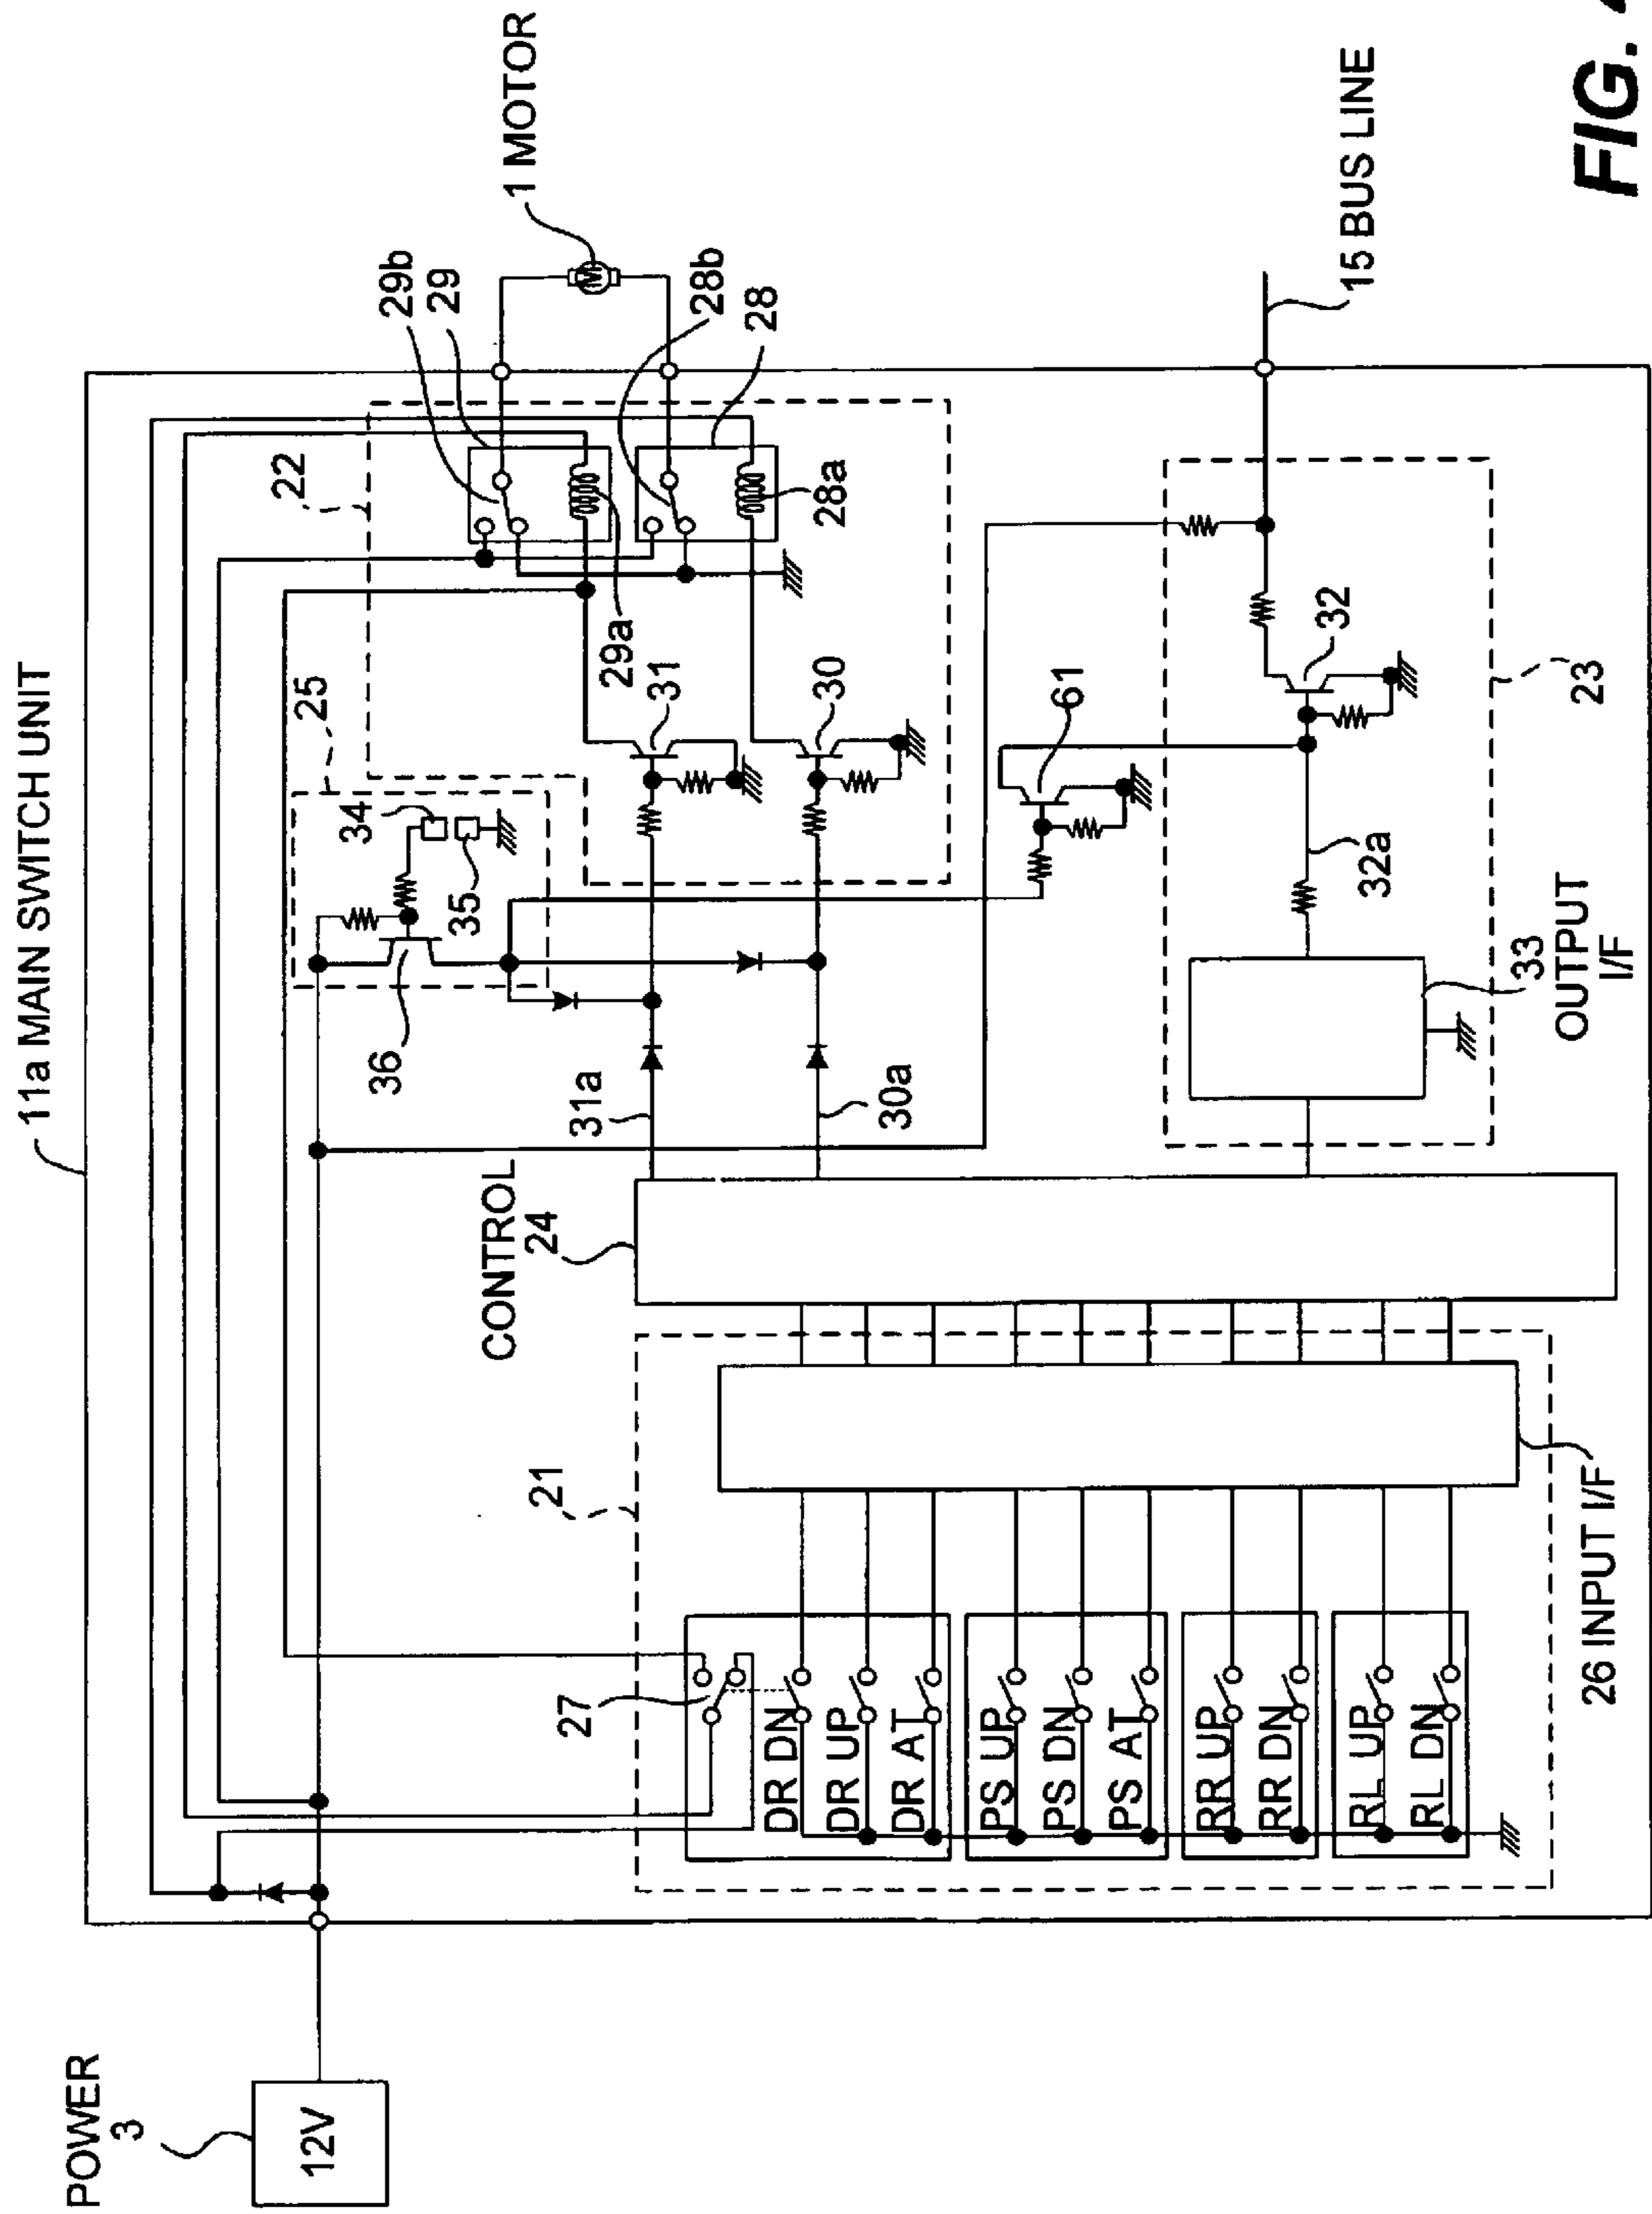 11a MAIN SWITCH UNIT
POWER
3
12V
22
29b
29
1 MOTOR
28b
28
25
34
35
36
31
29a
28a
30
31a
30a
CONTROL
24
61
32
32a
15 BUS LINE
23
33
OUTPUT
I/F
21
27
DR DN
DR UP
DR AT
PS UP
PS DN
PS AT
RR UP
RR DN
RL UP
RL DN
26 INPUT I/F
M
FIG.